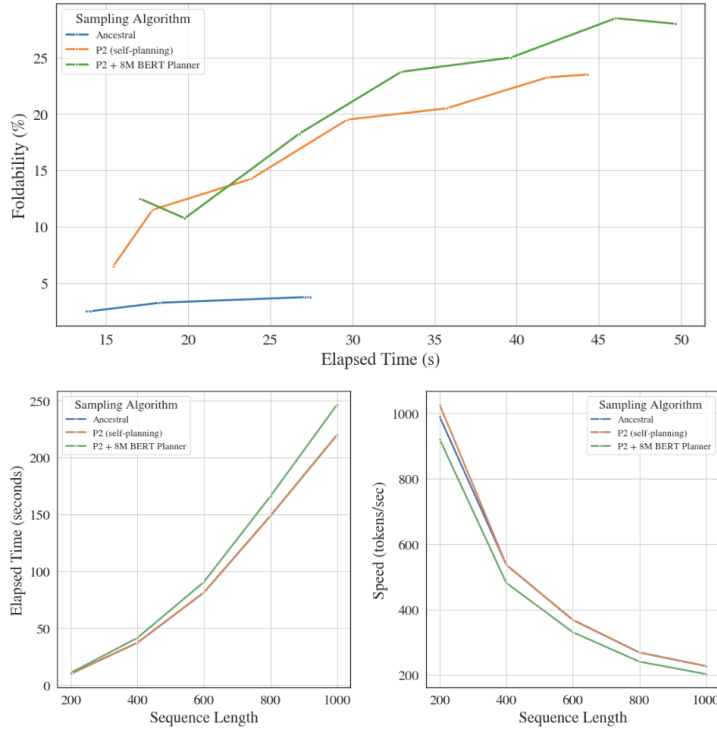 Sampling Algorithm
Ancestral
P2 (self-planning)
P2 + 8M BERT Planner
Foldability (%)
25
20
15
10
5
15 20 25 30 35 40 45 50
Elapsed Time (s)
Sampling Algorithm
Ancestral
P2 (self-planning)
P2 + 8M BERT Planner
Elapsed Time (seconds)
250
200
150
100
50
0
200 400 600 800 1000
Sequence Length
Sampling Algorithm
Ancestral
P2 (self-planning)
P2 + 8M BERT Planner
Speed (tokens/sec)
1000
800
600
400
200
200 400 600 800 1000
Sequence Length